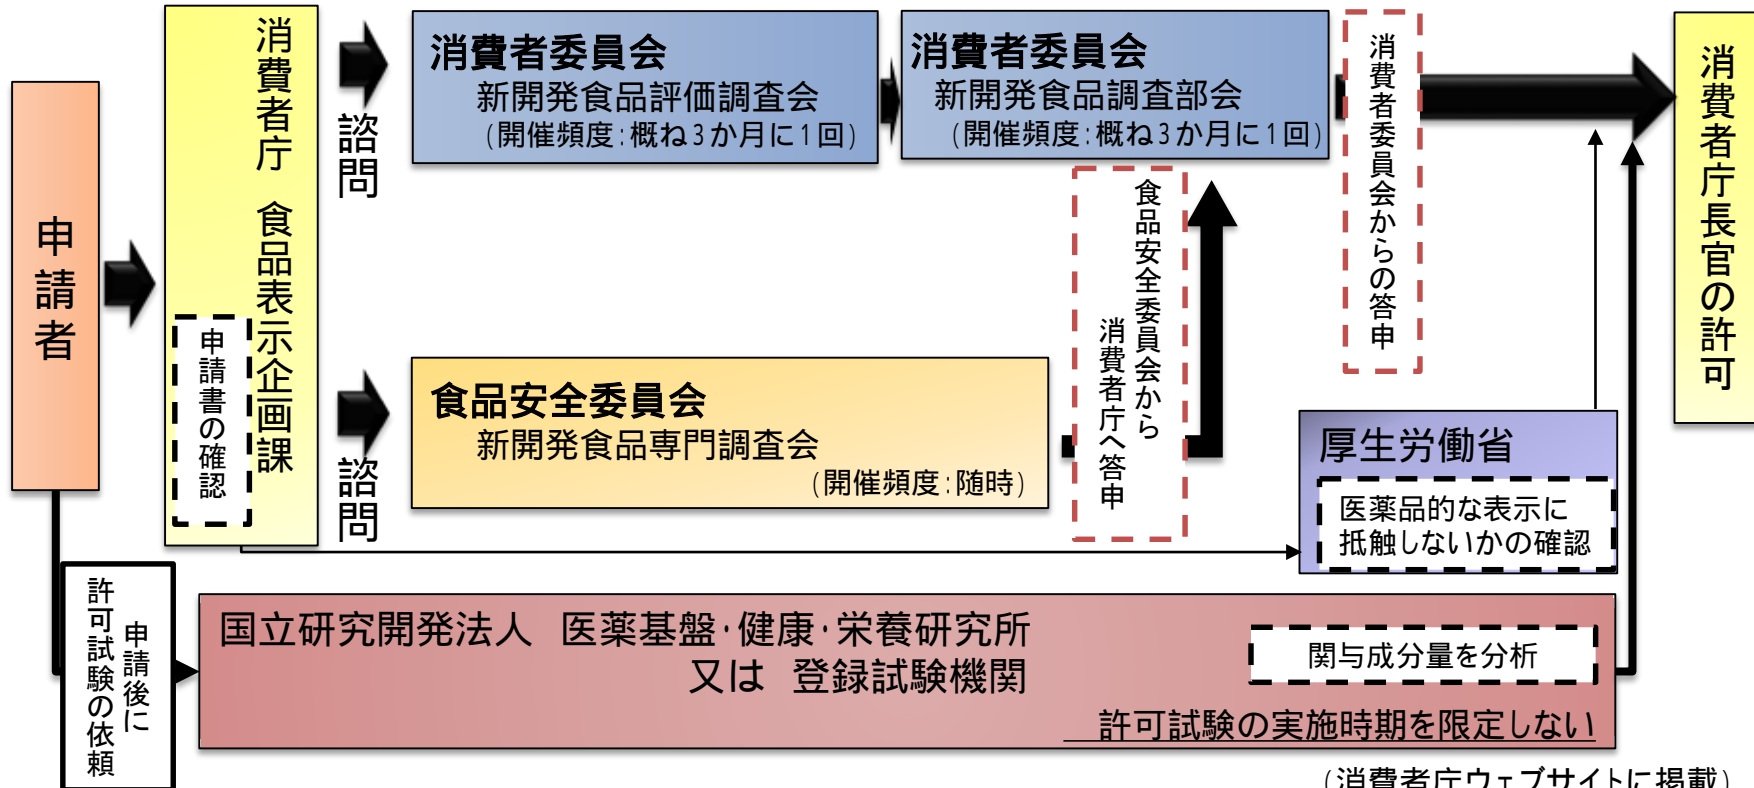 申請者
消費者庁 食品表示企画課
申請書の確認
諮問
消費者委員会
新開発食品評価調査会
(開催頻度:概ね3か月に1回)
消費者委員会
新開発食品調査部会
(開催頻度:概ね3か月に1回)
消費者委員会からの答申
消費者庁長官の許可
諮問
食品安全委員会
新開発食品専門調査会
(開催頻度:随時)
食品安全委員会から
消費者庁へ答申
厚生労働省
医薬品的な表示に
抵触しないかの確認
申請後に
許可試験の依頼
国立研究開発法人 医薬基盤・健康・栄養研究所
又は 登録試験機関
関与成分量を分析
許可試験の実施時期を限定しない
(消費者庁ウェブサイトに掲載)